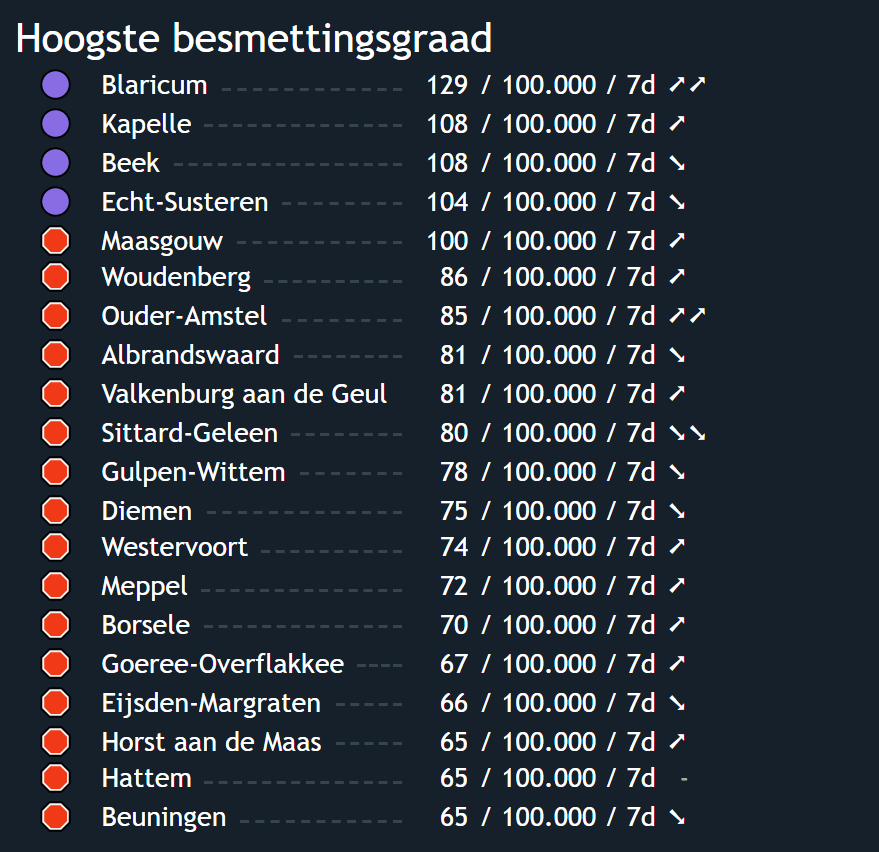 Hoogste besmettingsgraad
Blaricum 129 / 100.000 / 7d ➚➚
Kapelle 108 / 100.000 / 7d ➚
Beek 108 / 100.000 / 7d ➘
Echt-Susteren 104 / 100.000 / 7d ➘
Maasgouw 100 / 100.000 / 7d ➚
Woudenberg 86 / 100.000 / 7d ➚
Ouder-Amstel 85 / 100.000 / 7d ➚➚
Albrandswaard 81 / 100.000 / 7d ➘
Valkenburg aan de Geul 81 / 100.000 / 7d ➚
Sittard-Geleen 80 / 100.000 / 7d ➘➘
Gulpen-Wittem 78 / 100.000 / 7d ➘
Diemen 75 / 100.000 / 7d ➘
Westervoort 74 / 100.000 / 7d ➚
Meppel 72 / 100.000 / 7d ➚
Borsele 70 / 100.000 / 7d ➚
Goeree-Overflakkee 67 / 100.000 / 7d ➚
Eijsden-Margraten 66 / 100.000 / 7d ➘
Horst aan de Maas 65 / 100.000 / 7d ➚
Hattem 65 / 100.000 / 7d -
Beuningen 65 / 100.000 / 7d ➘